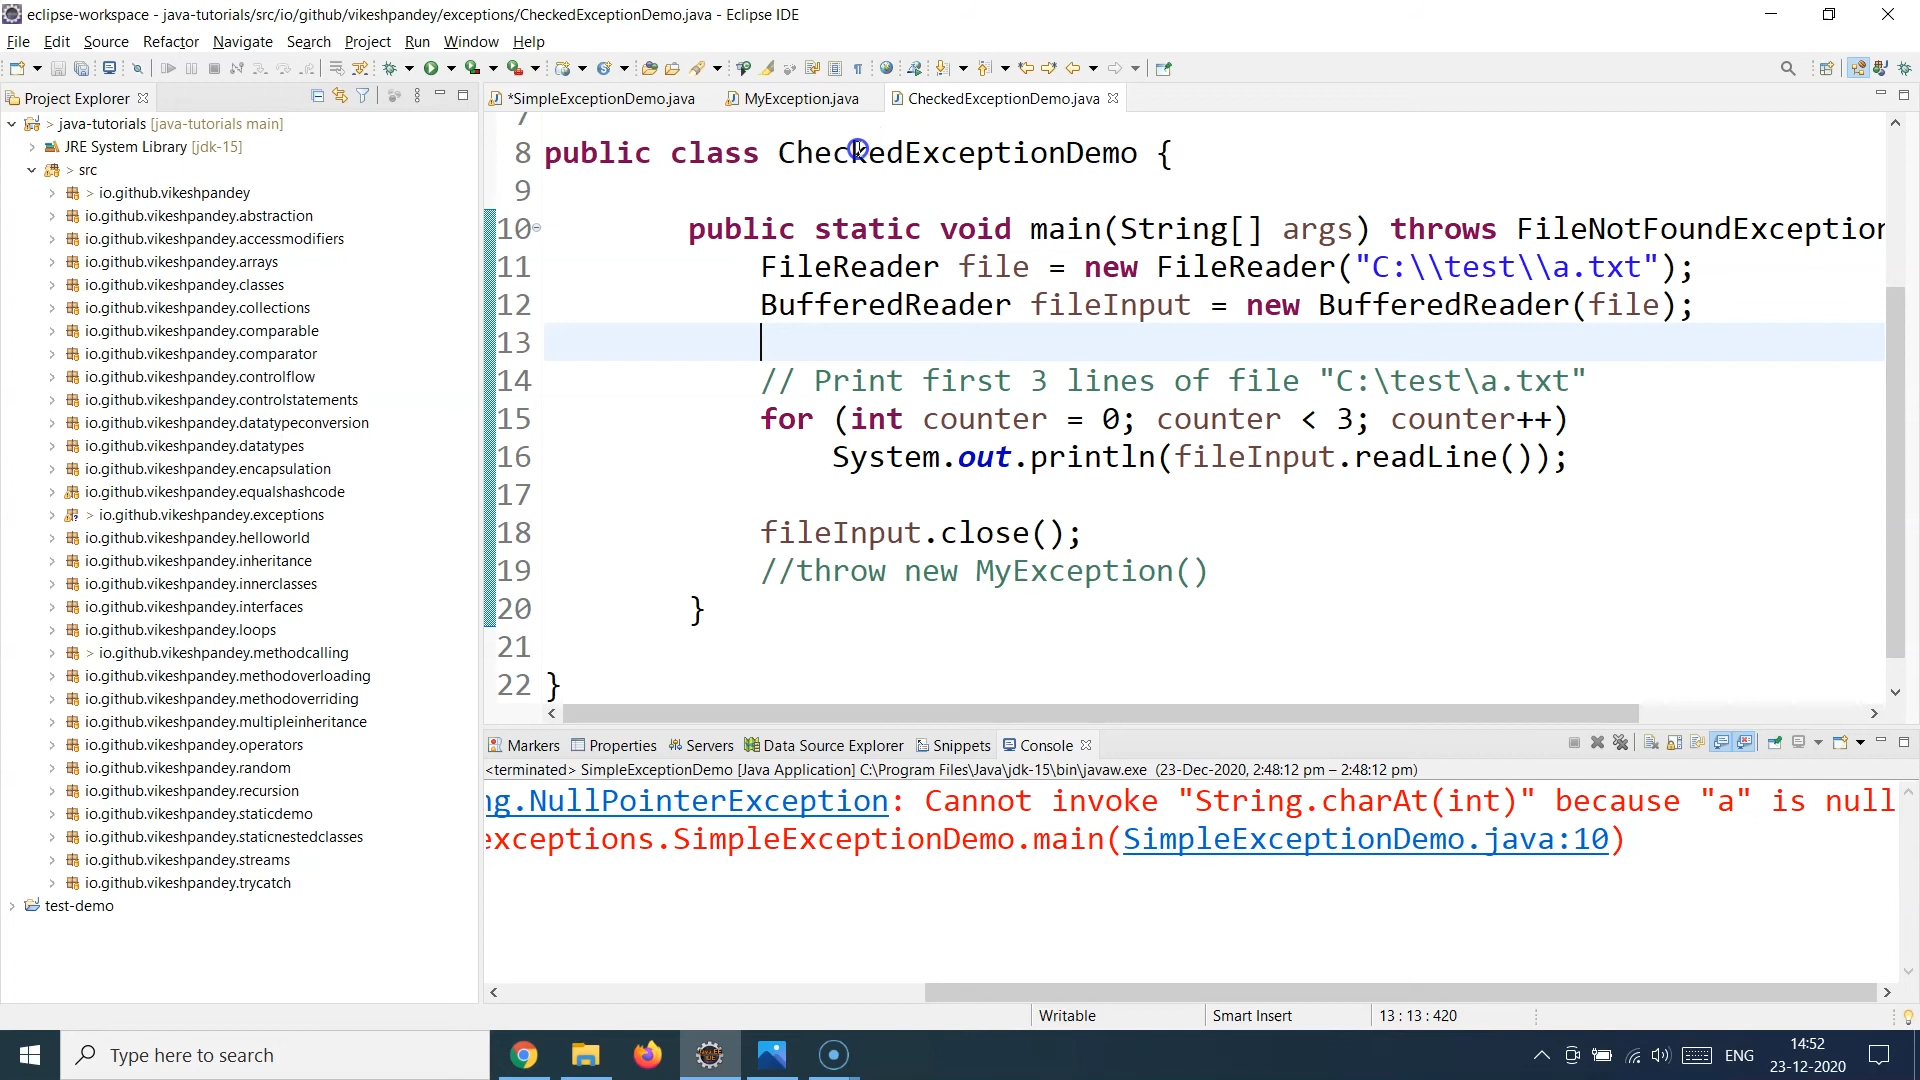 eclipse-workspace - java-tutorials/src/io/github/vikeshpandey/exceptions/CheckedExceptionDemo.java - Eclipse IDE
File Edit Source Refactor Navigate Search Project Run Window Help
Project Explorer
> java-tutorials [java-tutorials main]
JRE System Library [jdk-15]
> src
> io.github.vikeshpandey
io.github.vikeshpandey.abstraction
io.github.vikeshpandey.accessmodifiers
io.github.vikeshpandey.arrays
io.github.vikeshpandey.classes
io.github.vikeshpandey.collections
io.github.vikeshpandey.comparable
io.github.vikeshpandey.comparator
io.github.vikeshpandey.controlflow
io.github.vikeshpandey.controlstatements
io.github.vikeshpandey.datatypeconversion
io.github.vikeshpandey.datatypes
io.github.vikeshpandey.encapsulation
io.github.vikeshpandey.equalshashcode
> io.github.vikeshpandey.exceptions
io.github.vikeshpandey.helloworld
io.github.vikeshpandey.inheritance
io.github.vikeshpandey.innerclasses
io.github.vikeshpandey.interfaces
io.github.vikeshpandey.loops
> io.github.vikeshpandey.methodcalling
io.github.vikeshpandey.methodoverloading
io.github.vikeshpandey.methodoverriding
io.github.vikeshpandey.multipleinheritance
io.github.vikeshpandey.operators
io.github.vikeshpandey.random
io.github.vikeshpandey.recursion
io.github.vikeshpandey.staticdemo
io.github.vikeshpandey.staticnestedclasses
io.github.vikeshpandey.streams
io.github.vikeshpandey.trycatch
test-demo
*SimpleExceptionDemo.java MyException.java CheckedExceptionDemo.java
7
8 public class CheckedExceptionDemo {
9
10 public static void main(String[] args) throws FileNotFoundException
11 FileReader file = new FileReader("C:\\test\\a.txt");
12 BufferedReader fileInput = new BufferedReader(file);
13
14 // Print first 3 lines of file "C:\test\a.txt"
15 for (int counter = 0; counter < 3; counter++)
16 System.out.println(fileInput.readLine());
17
18 fileInput.close();
19 //throw new MyException()
20 }
21
22 }
Markers Properties Servers Data Source Explorer Snippets Console
<terminated> SimpleExceptionDemo [Java Application] C:\Program Files\Java\jdk-15\bin\javaw.exe (23-Dec-2020, 2:48:12 pm – 2:48:12 pm)
ng.NullPointerException: Cannot invoke "String.charAt(int)" because "a" is null
exceptions.SimpleExceptionDemo.main(SimpleExceptionDemo.java:10)
Writable Smart Insert 13 : 13 : 420
Type here to search
ENG
14:52
23-12-2020